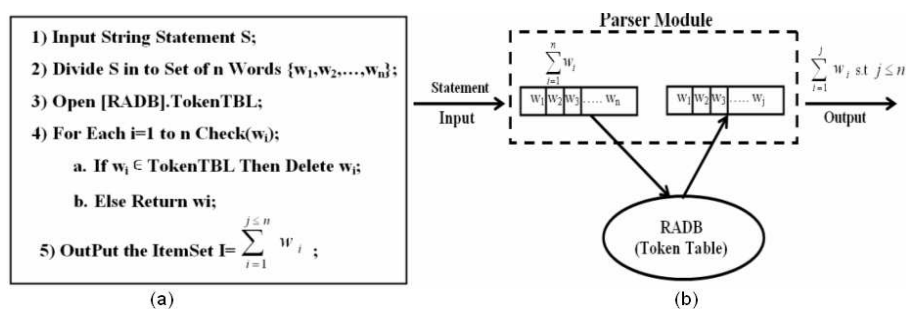 1) Input String Statement S;
2) Divide S in to Set of n Words {w₁,w₂,…,wₙ};
3) Open [RADB].TokenTBL;
4) For Each i=1 to n Check(wᵢ);
a. If wᵢ ∈ TokenTBL Then Delete wᵢ;
b. Else Return wi;
5) OutPut the ItemSet I= ∑_{i=1}^{j≤n} w_i ;
(a)
Parser Module
Statement
Input
∑_{i=1}^{n} w_i
w₁ w₂ w₃ ..... wₙ
w₁ w₂ w₃ ..... wⱼ
∑_{i=1}^{j} w_i s.t j ≤ n
Output
RADB
(Token Table)
(b)